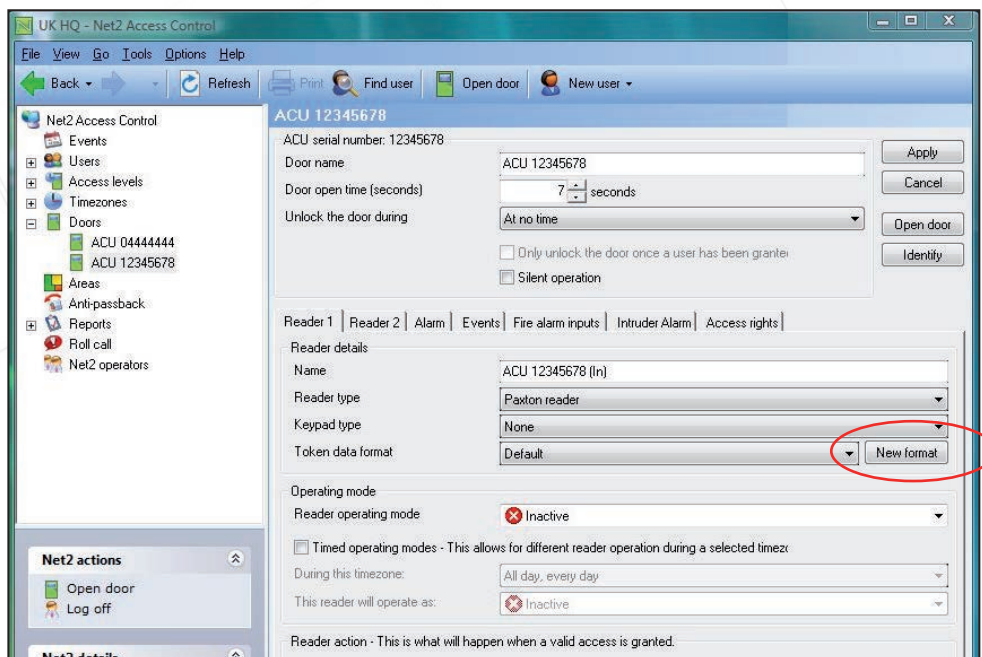 UK HQ - Net2 Access Control
File View Go Tools Options Help
Back Refresh Print Find user Open door New user
Net2 Access Control
Events
Users
Access levels
Timezones
Doors
ACU 04444444
ACU 12345678
Areas
Anti-passback
Reports
Roll call
Net2 operators
Net2 actions
Open door
Log off
Net2 details
ACU 12345678
ACU serial number: 12345678
Door name ACU 12345678
Door open time (seconds) 7 seconds
Unlock the door during At no time
Only unlock the door once a user has been grante
Silent operation
Apply
Cancel
Open door
Identify
Reader 1 Reader 2 Alarm Events Fire alarm inputs Intruder Alarm Access rights
Reader details
Name ACU 12345678 (In)
Reader type Paxton reader
Keypad type None
Token data format Default New format
Operating mode
Reader operating mode Inactive
Timed operating modes - This allows for different reader operation during a selected timezo
During this timezone: All day, every day
This reader will operate as: Inactive
Reader action - This is what will happen when a valid access is granted.